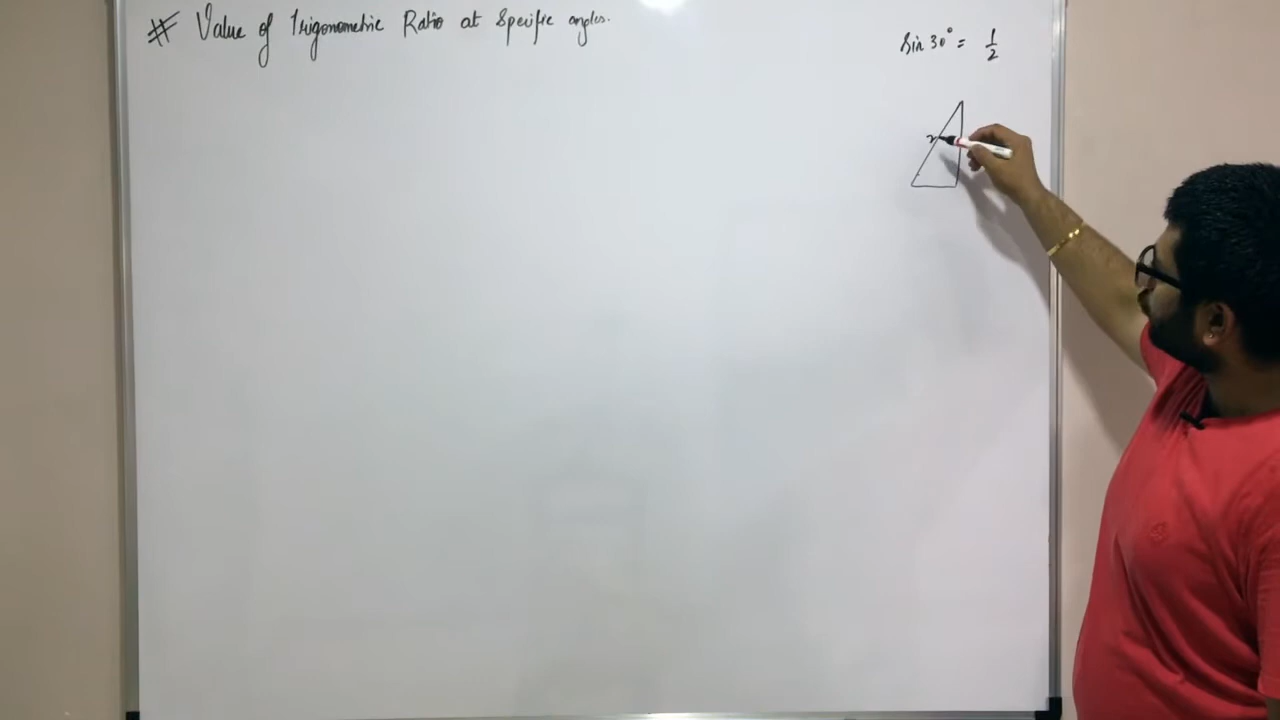 # Value of Trigonometric Ratio at Specific angles.
Sin 30° = 1/2